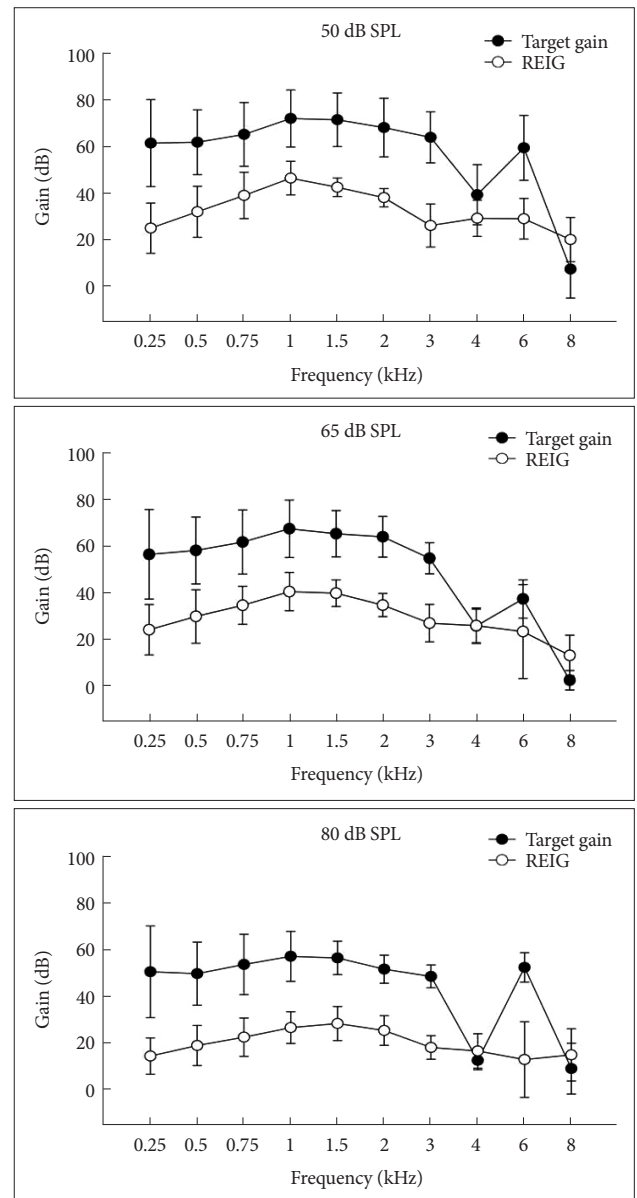 50 dB SPL
Target gain
REIG
100
80
60
40
20
0
Gain (dB)
0.25 0.5 0.75 1 1.5 2 3 4 6 8
Frequency (kHz)
65 dB SPL
Target gain
REIG
100
80
60
40
20
0
Gain (dB)
0.25 0.5 0.75 1 1.5 2 3 4 6 8
Frequency (kHz)
80 dB SPL
Target gain
REIG
100
80
60
40
20
0
Gain (dB)
0.25 0.5 0.75 1 1.5 2 3 4 6 8
Frequency (kHz)